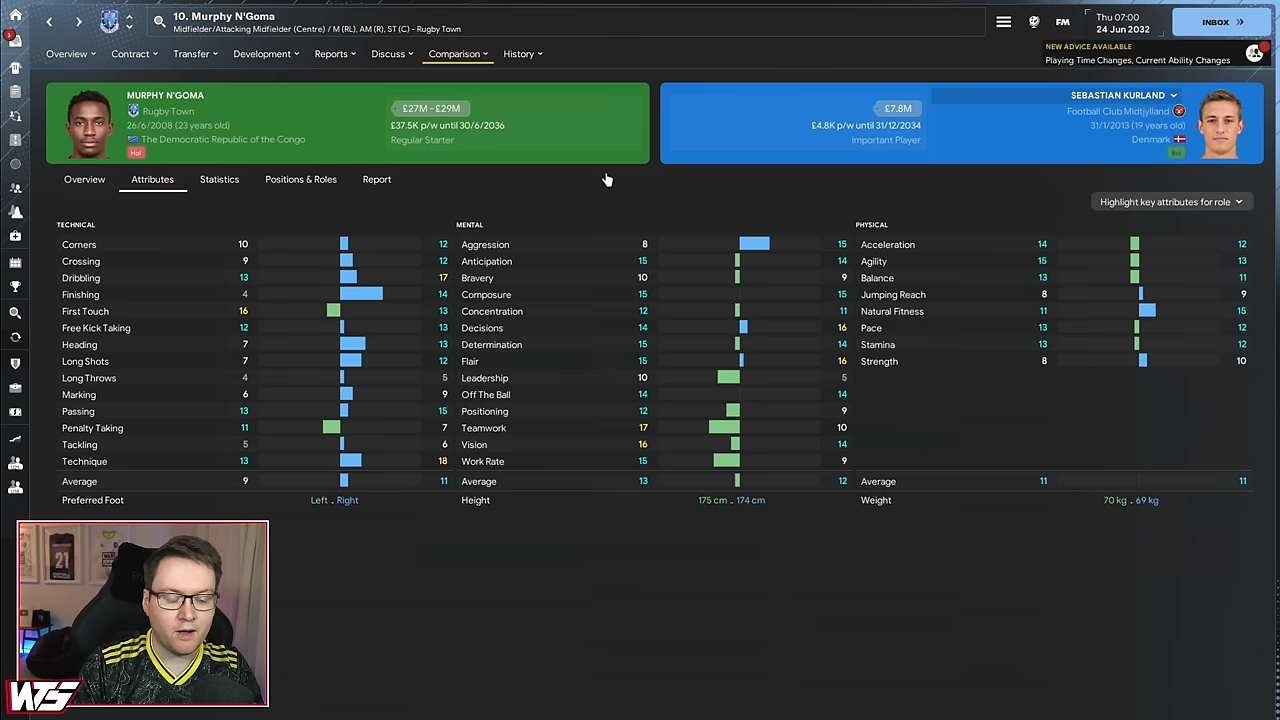 10. Murphy N'Goma
Midfielder/Attacking Midfielder (Centre) / M (RL), AM (R), ST (C) - Rugby Town
FM
Thu 07:00
24 Jun 2032
INBOX
3
Overview Contract Transfer Development Reports Discuss Comparison History
NEW ADVICE AVAILABLE
Playing Time Changes, Current Ability Changes
MURPHY N'GOMA
Rugby Town
26/6/2008 (23 years old)
The Democratic Republic of the Congo
Hol
£27M - £29M
£37.5K p/w until 30/6/2036
Regular Starter
£7.8M
£4.8K p/w until 31/12/2034
Important Player
SEBASTIAN KURLAND
Football Club Midtjylland
31/1/2013 (19 years old)
Denmark
Bid
Overview Attributes Statistics Positions & Roles Report
Highlight key attributes for role
TECHNICAL
Corners 10 12
Crossing 9 12
Dribbling 13 17
Finishing 4 14
First Touch 16 13
Free Kick Taking 12 13
Heading 7 13
Long Shots 7 12
Long Throws 4 5
Marking 6 9
Passing 13 15
Penalty Taking 11 7
Tackling 5 6
Technique 13 18
Average 9 11
Preferred Foot Left .. Right
MENTAL
Aggression 8 15
Anticipation 15 14
Bravery 10 9
Composure 15 15
Concentration 12 11
Decisions 14 16
Determination 15 14
Flair 15 16
Leadership 10 5
Off The Ball 14 14
Positioning 12 9
Teamwork 17 10
Vision 16 14
Work Rate 15 9
Average 13 12
Height 175 cm .. 174 cm
PHYSICAL
Acceleration 14 12
Agility 15 13
Balance 13 11
Jumping Reach 8 9
Natural Fitness 11 15
Pace 13 12
Stamina 13 12
Strength 8 10
Average 11 11
Weight 70 kg .. 69 kg
21
WTS